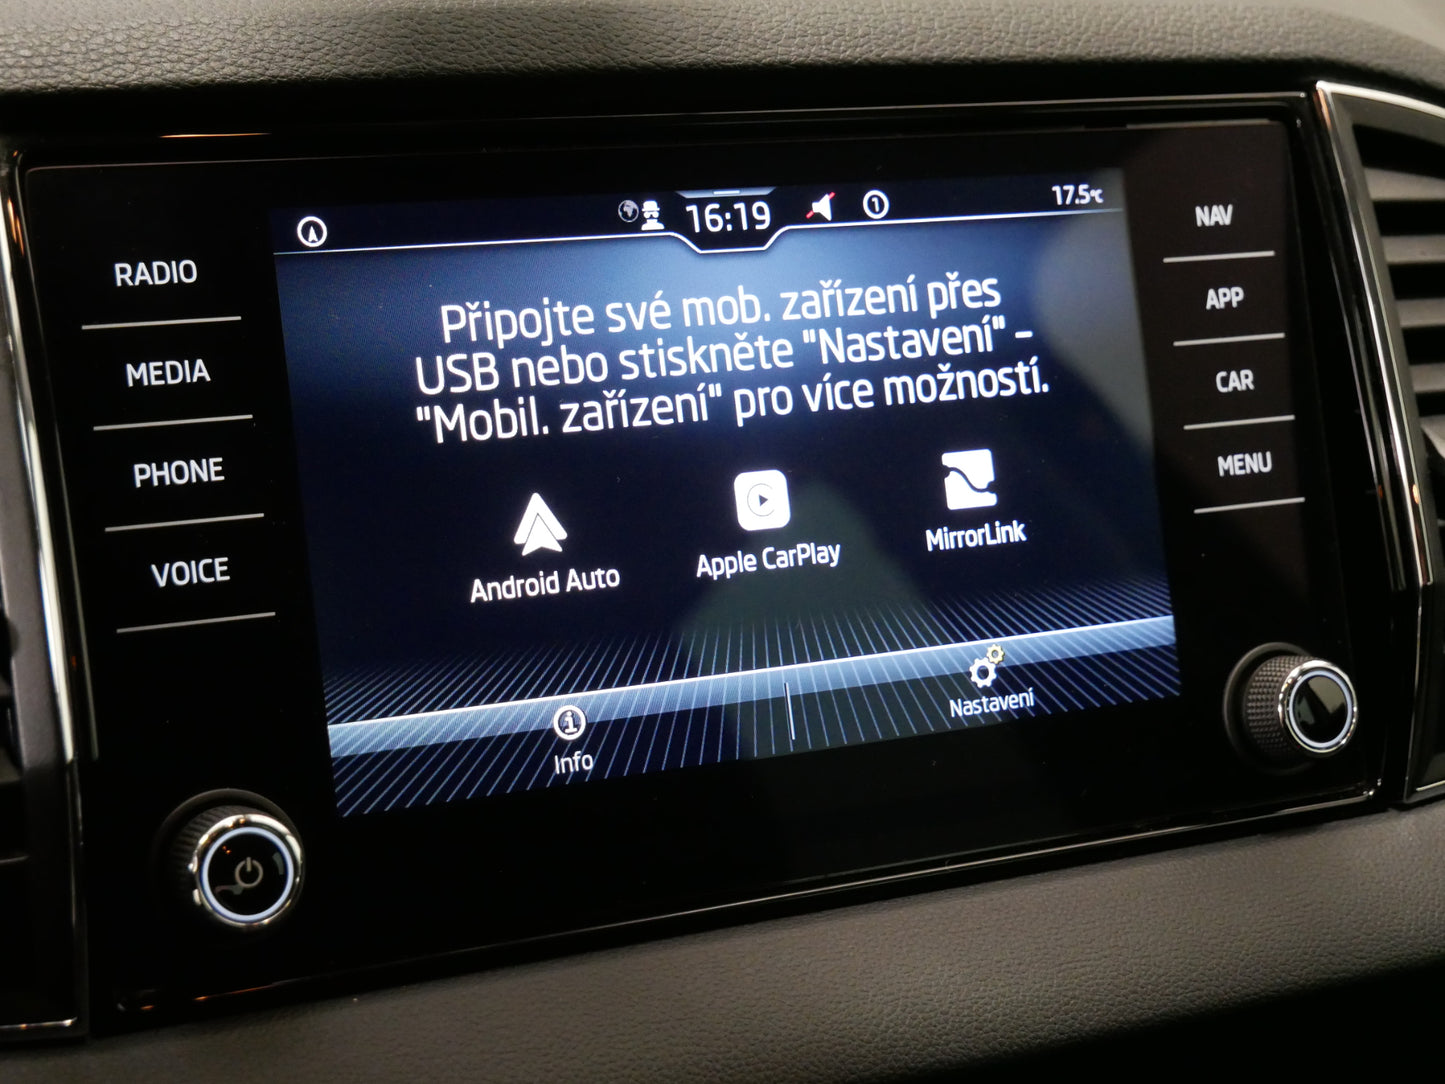 16:19
1
17.5°C
RADIO
MEDIA
PHONE
VOICE
Připojte své mob. zařízení přes
USB nebo stiskněte "Nastavení" –
"Mobil. zařízení" pro více možností.
Android Auto
Apple CarPlay
MirrorLink
Info
Nastavení
NAV
APP
CAR
MENU